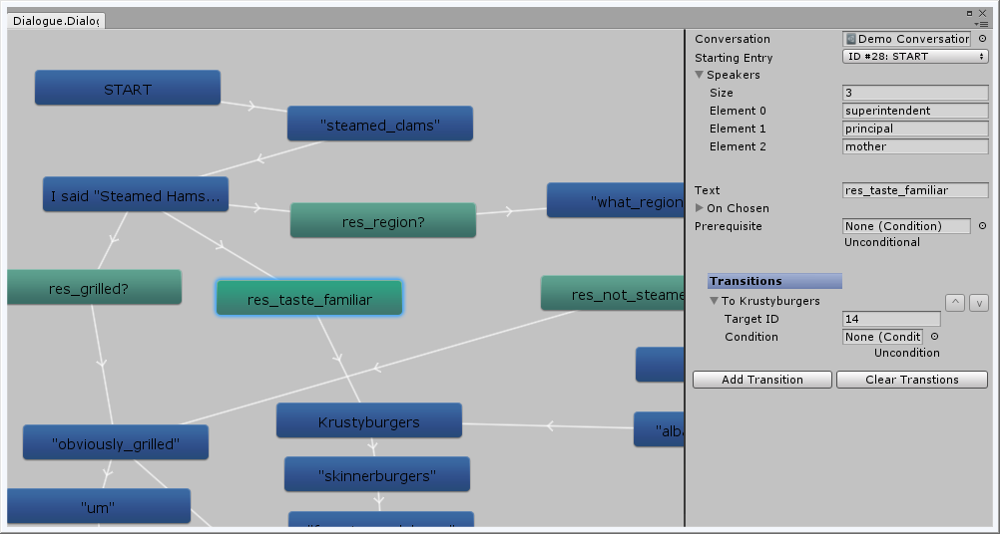 Dialogue.Dialog
Conversation
Demo Conversation
Starting Entry
ID #28: START
Speakers
Size
3
Element 0
superintendent
Element 1
principal
Element 2
mother
Text
res_taste_familiar
On Chosen
Prerequisite
None (Condition)
Unconditional
Transitions
To Krustyburgers
Target ID
14
Condition
None (Condit
Uncondition
Add Transition
Clear Transtions
START
"steamed_clams"
I said "Steamed Hams...
res_region?
"what_region
res_grilled?
res_taste_familiar
res_not_steame
Krustyburgers
"alba
"obviously_grilled"
"skinnerburgers"
"um"